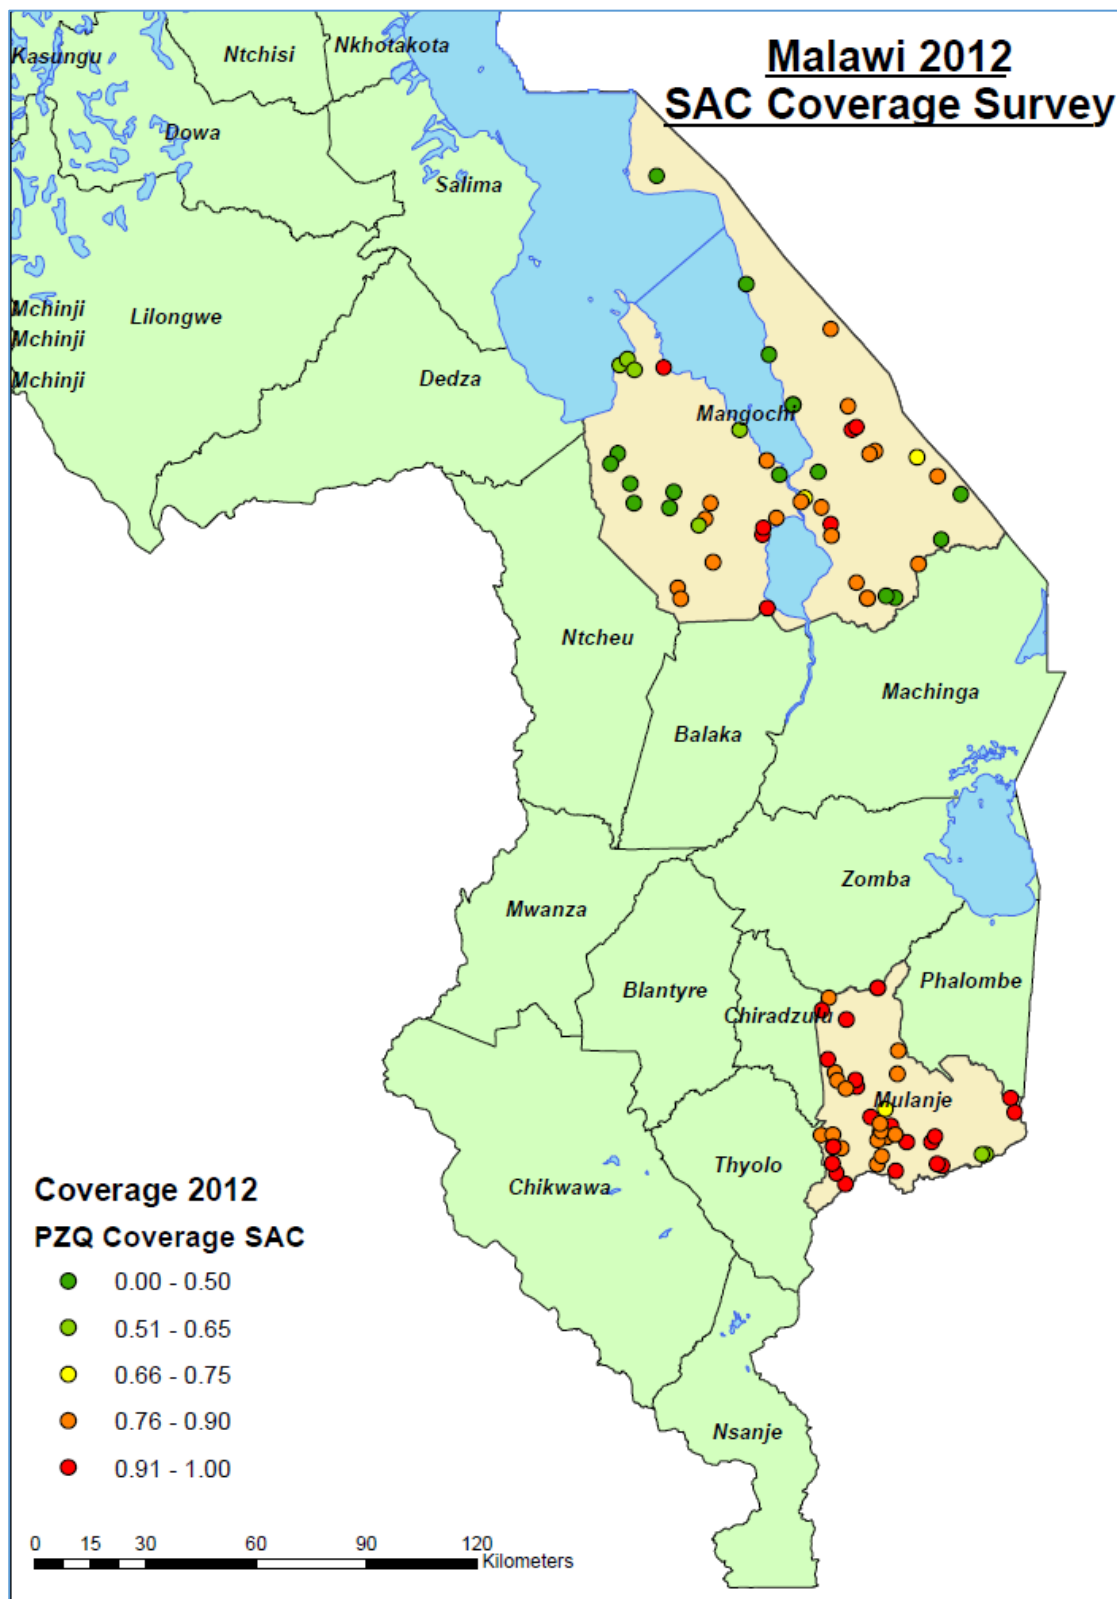 Malawi 2012
SAC Coverage Survey
Kasungu
Ntchisi
Nkhotakota
Dowa
Salima
Mchinji
Lilongwe
Mchinji
Mchinji
Dedza
Mangochi
Ntcheu
Machinga
Balaka
Zomba
Mwanza
Blantyre
Phalombe
Chiradzulu
Mulanje
Thyolo
Chikwawa
Nsanje
Coverage 2012
PZQ Coverage SAC
0.00 - 0.50
0.51 - 0.65
0.66 - 0.75
0.76 - 0.90
0.91 - 1.00
0 15 30 60 90 120
Kilometers